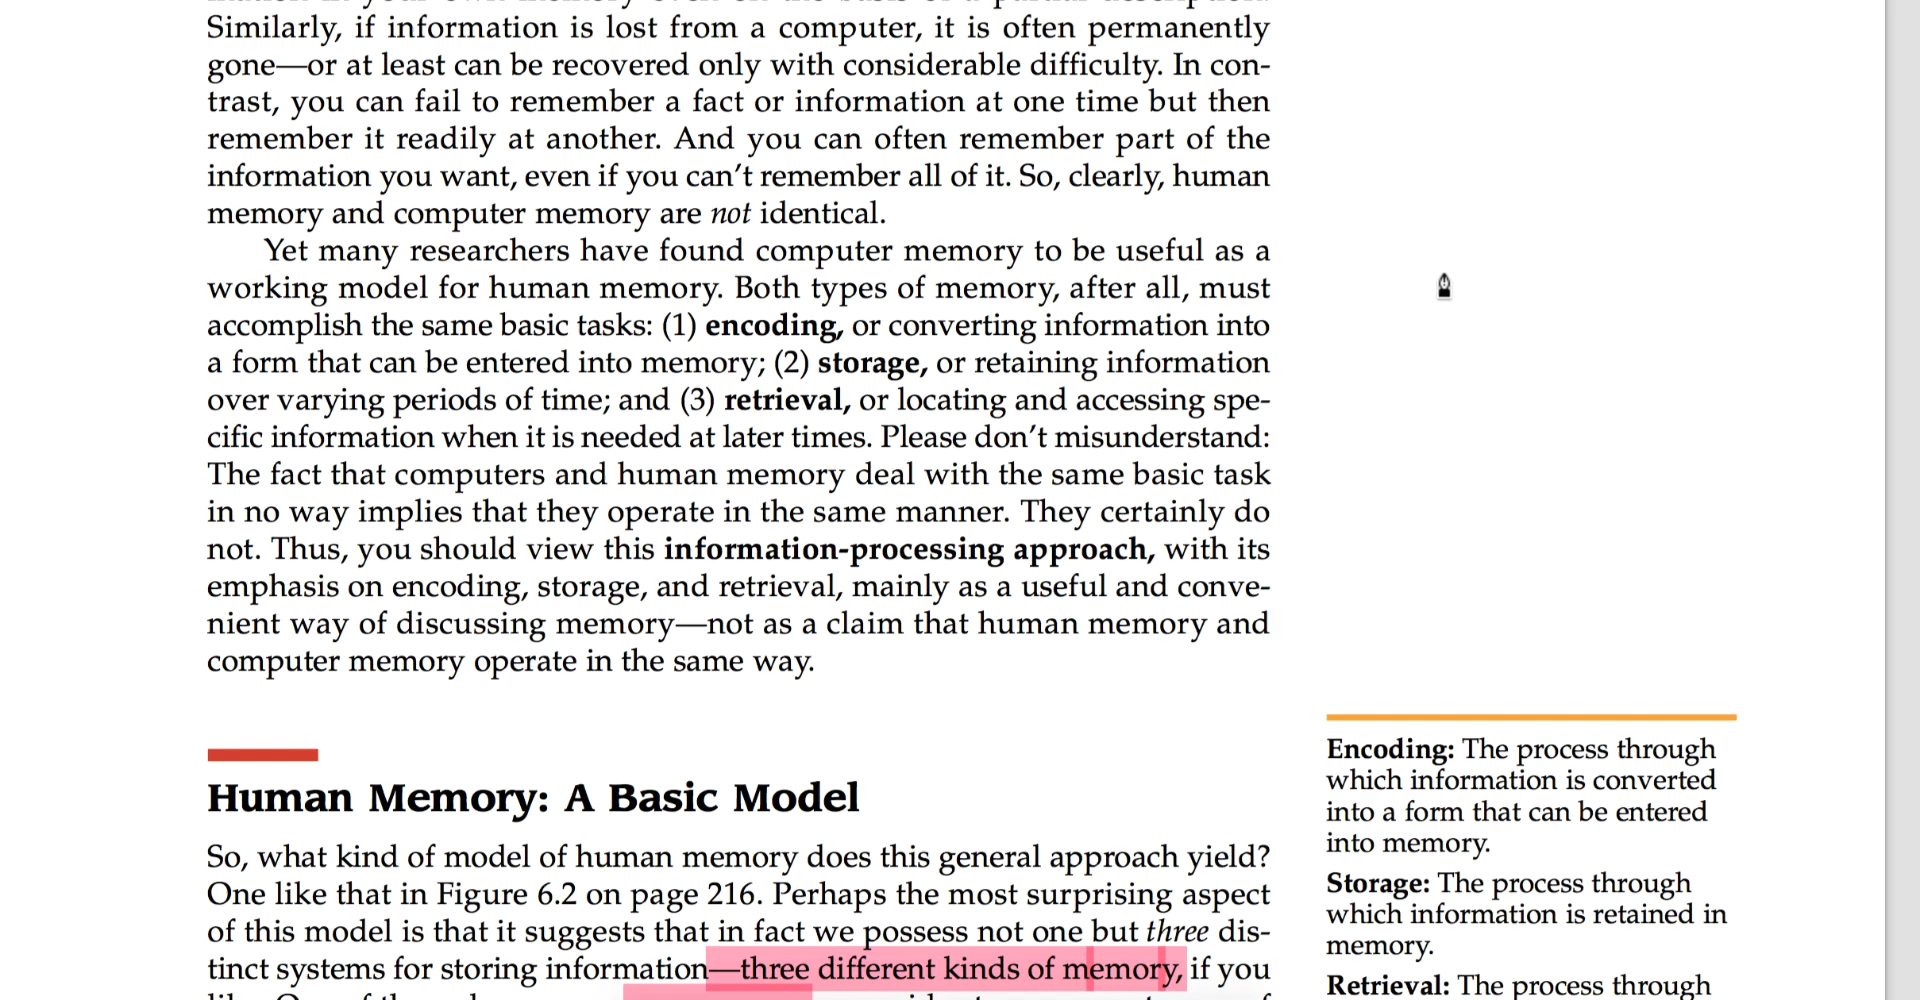 Similarly, if information is lost from a computer, it is often permanently
gone—or at least can be recovered only with considerable difficulty. In con-
trast, you can fail to remember a fact or information at one time but then
remember it readily at another. And you can often remember part of the
information you want, even if you can't remember all of it. So, clearly, human
memory and computer memory are not identical.
Yet many researchers have found computer memory to be useful as a
working model for human memory. Both types of memory, after all, must
accomplish the same basic tasks: (1) encoding, or converting information into
a form that can be entered into memory; (2) storage, or retaining information
over varying periods of time; and (3) retrieval, or locating and accessing spe-
cific information when it is needed at later times. Please don't misunderstand:
The fact that computers and human memory deal with the same basic task
in no way implies that they operate in the same manner. They certainly do
not. Thus, you should view this information-processing approach, with its
emphasis on encoding, storage, and retrieval, mainly as a useful and conve-
nient way of discussing memory—not as a claim that human memory and
computer memory operate in the same way.
Human Memory: A Basic Model
So, what kind of model of human memory does this general approach yield?
One like that in Figure 6.2 on page 216. Perhaps the most surprising aspect
of this model is that it suggests that in fact we possess not one but three dis-
tinct systems for storing information—three different kinds of memory, if you
Encoding: The process through
which information is converted
into a form that can be entered
into memory.
Storage: The process through
which information is retained in
memory.
Retrieval: The process through